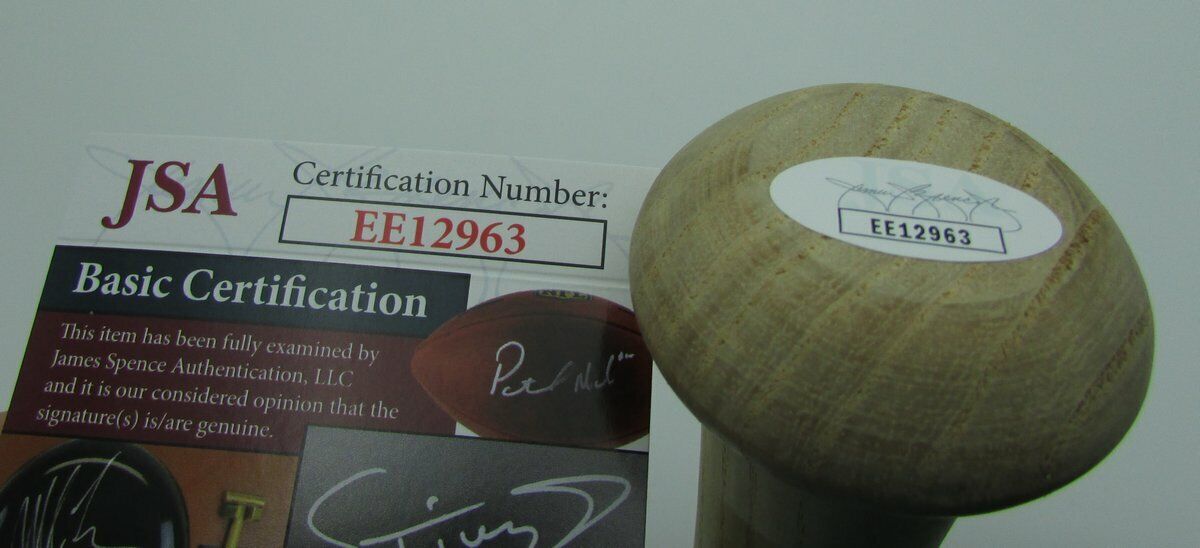 JSA
Certification Number:
EE12963
Basic Certification
This item has been fully examined by
James Spence Authentication, LLC
and it is our considered opinion that the
signature(s) is/are genuine.
JSA
EE12963